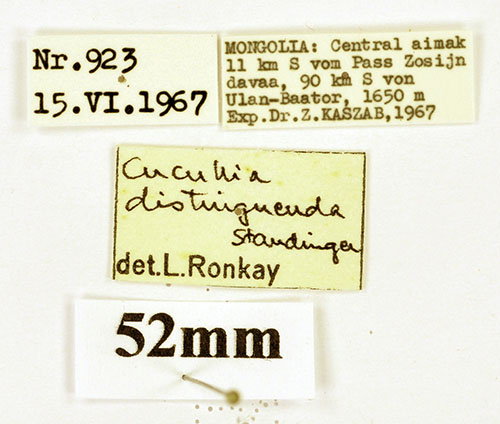 Nr.923
15.VI.1967
MONGOLIA: Central aimak
11 km S vom Pass Zosijn
davaa, 90 km S von
Ulan-Baator, 1650 m
Exp.Dr.Z.KASZAB,1967
Cucullia
distinguenda
Staudinger
det.L.Ronkay
52mm